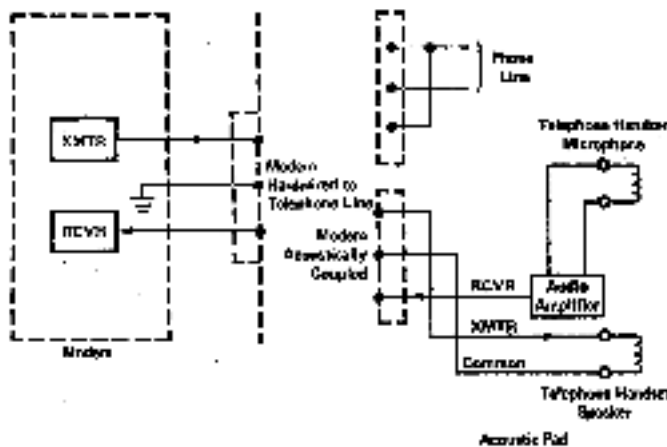 XMTR
RCVR
Modem
Modem
Hardwired to
Telephone Line
Modem
Acoustically
Coupled
Phone
Line
Telephone Handset
Microphone
RCVR
Audio
Amplifier
XMTR
Common
Telephone Handset
Speaker
Acoustic Pad